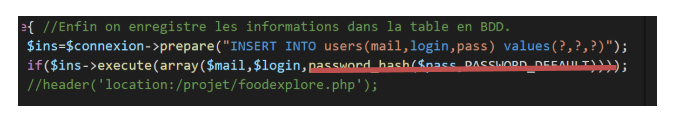 e{ //Enfin on enregistre les informations dans la table en BDD.
$ins=$connexion->prepare("INSERT INTO users(mail,login,pass) values(?,?,?)");
if($ins->execute(array($mail,$login,password_hash($pass,PASSWORD_DEFAULT))));
//header('location:/projet/foodexplore.php');